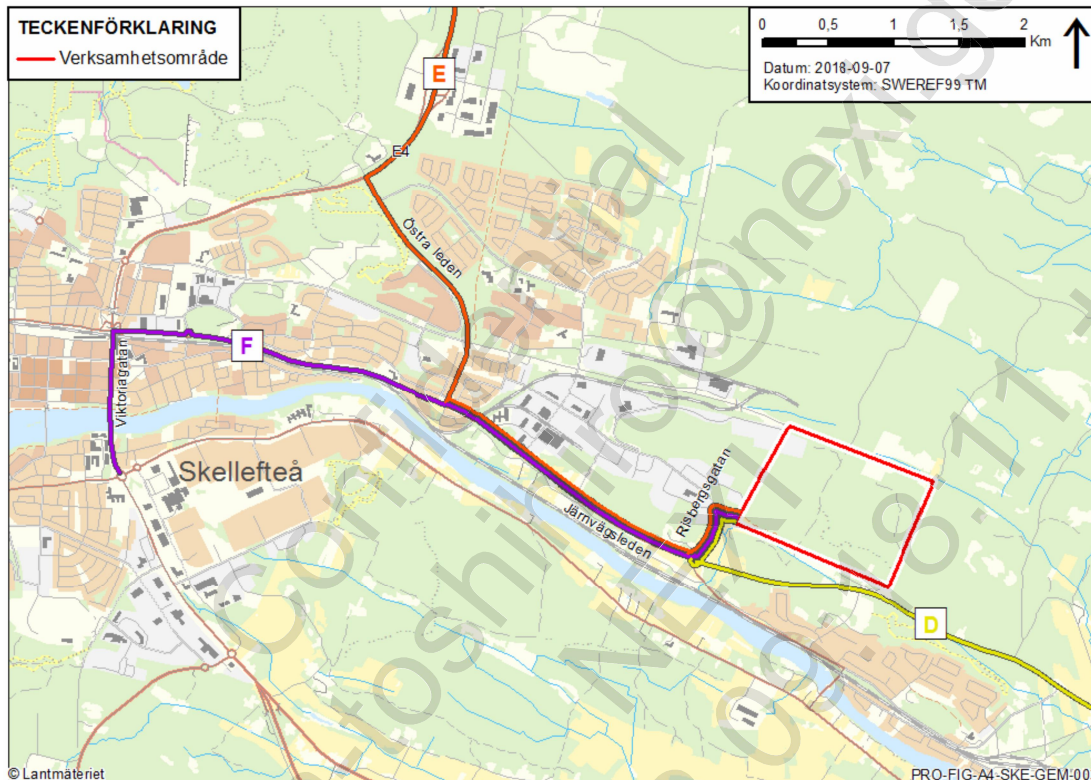 TECKENFÖRKLARING
Verksamhetsområde
0 0,5 1 1,5 2
Km
Datum: 2018-09-07
Koordinatsystem: SWEREF99 TM
E
E4
Östra leden
F
Viktoriagatan
Skellefteå
Risbergsgatan
Järnvägsleden
D
© Lantmäteriet
PRO-FIG-A4-SKE-GEM-00
Confidential